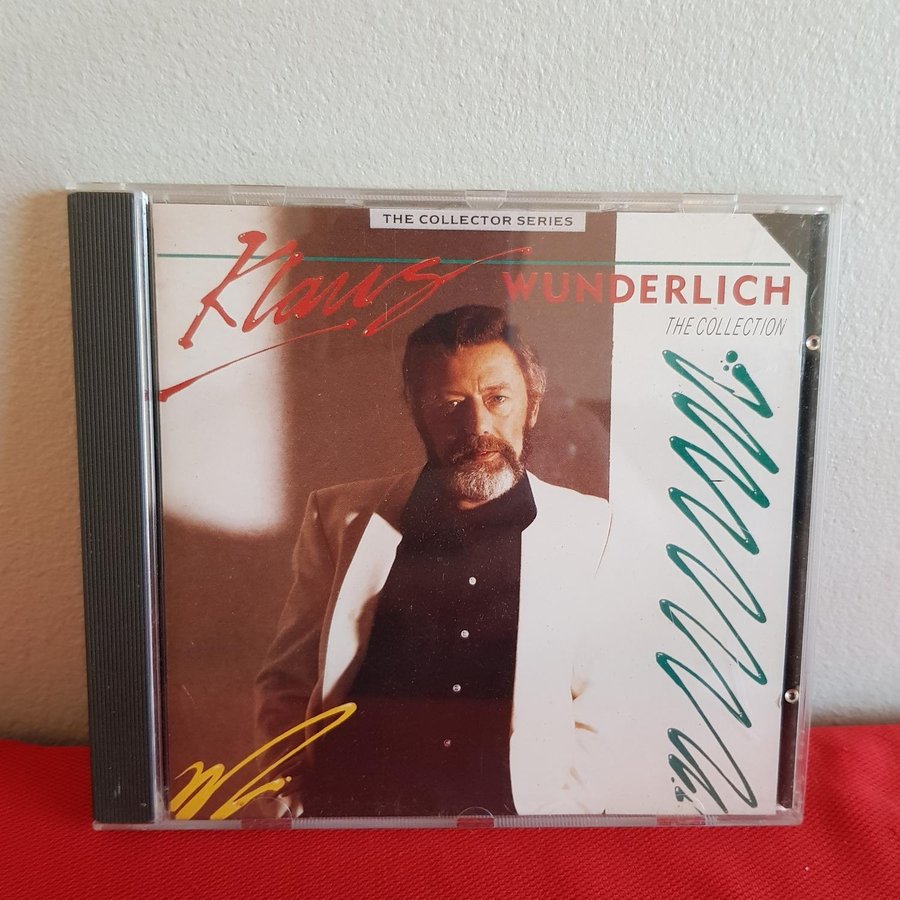 THE COLLECTOR SERIES
Klaus WUNDERLICH
THE COLLECTION